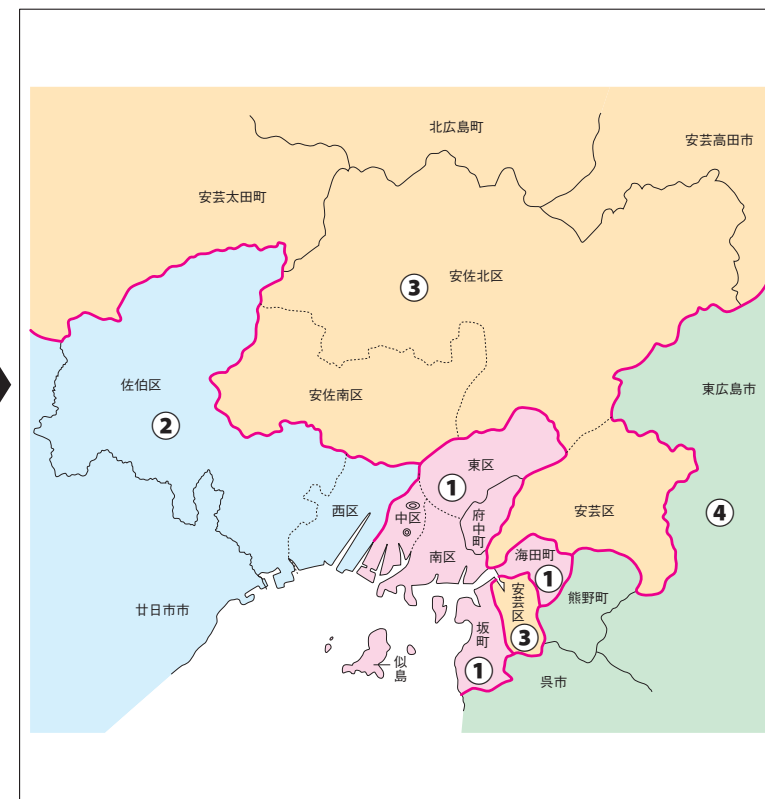 北広島町
安芸高田市
安芸太田町
③
安佐北区
佐伯区
安佐南区
東広島市
②
東区
①
西区
中区
府中町
安芸区
④
南区
海田町
①
安芸区
熊野町
廿日市市
坂町
③
似島
①
呉市